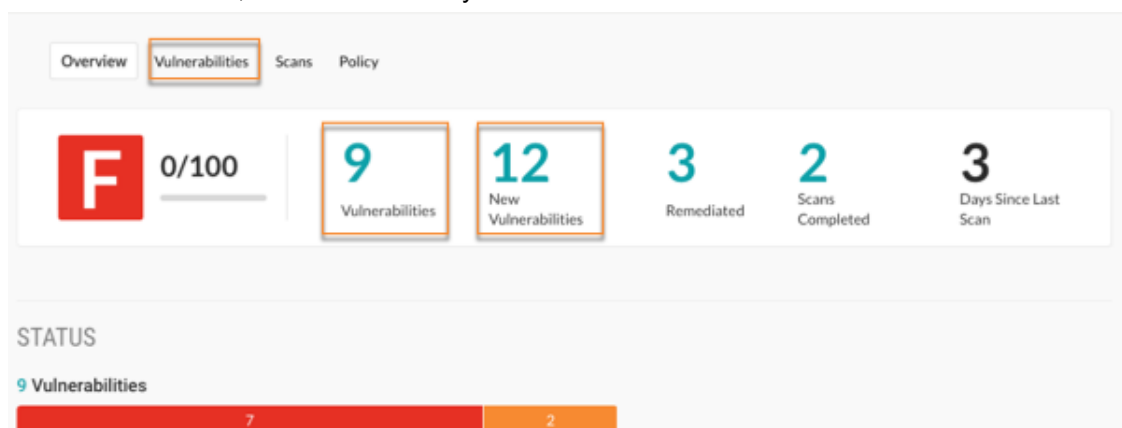 Overview Vulnerabilities Scans Policy
F 0/100
9 Vulnerabilities
12 New
Vulnerabilities
3 Remediated
2 Scans
Completed
3 Days Since Last
Scan
STATUS
9 Vulnerabilities
7 2